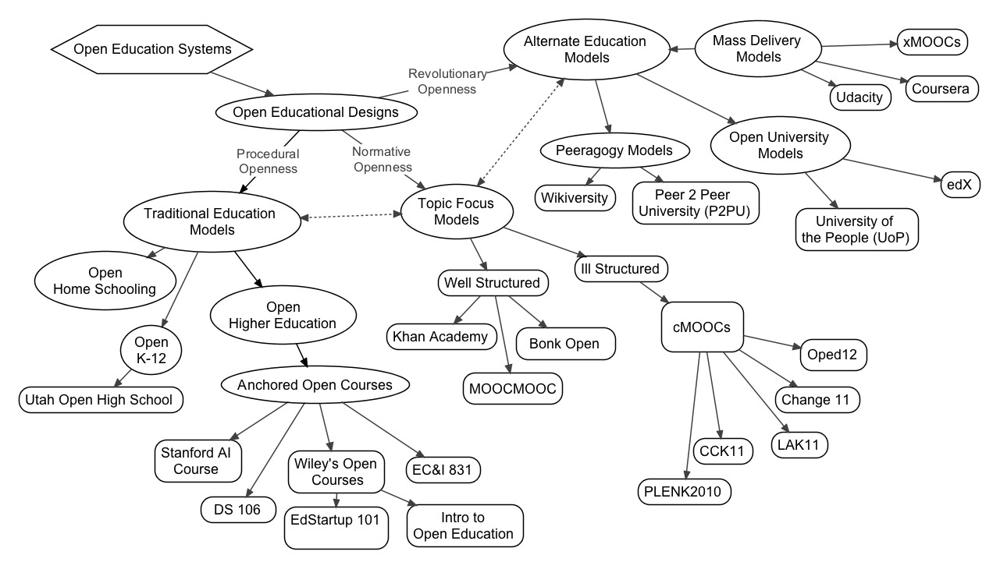 Open Education Systems
Alternate Education
Models
Mass Delivery
Models
xMOOCs
Coursera
Udacity
Revolutionary
Openness
Open Educational Designs
Procedural
Openness
Normative
Openness
Peeragogy Models
Open University
Models
Wikiversity
Peer 2 Peer
University (P2PU)
edX
University of
the People (UoP)
Traditional Education
Models
Topic Focus
Models
Open
Home Schooling
Open
Higher Education
Well Structured
Ill Structured
cMOOCs
Khan Academy
Bonk Open
MOOCMOOC
Oped12
Change 11
LAK11
CCK11
PLENK2010
Open
K-12
Utah Open High School
Anchored Open Courses
Stanford AI
Course
DS 106
Wiley's Open
Courses
EC&I 831
EdStartup 101
Intro to
Open Education